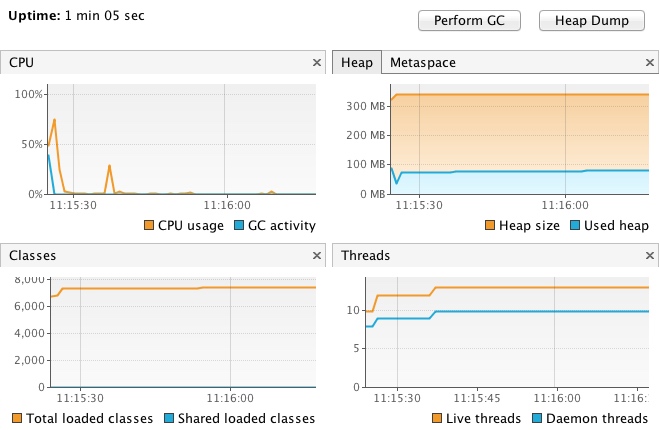 Uptime: 1 min 05 sec
Perform GC
Heap Dump
CPU
×
100%
50%
0%
11:15:30
11:16:00
CPU usage
GC activity
Heap
Metaspace
×
300 MB
200 MB
100 MB
0 MB
11:15:30
11:16:00
Heap size
Used heap
Classes
×
8,000
6,000
4,000
2,000
0
11:15:30
11:16:00
Total loaded classes
Shared loaded classes
Threads
×
10
5
0
11:15:30
11:15:45
11:16:00
11:16:
Live threads
Daemon threads